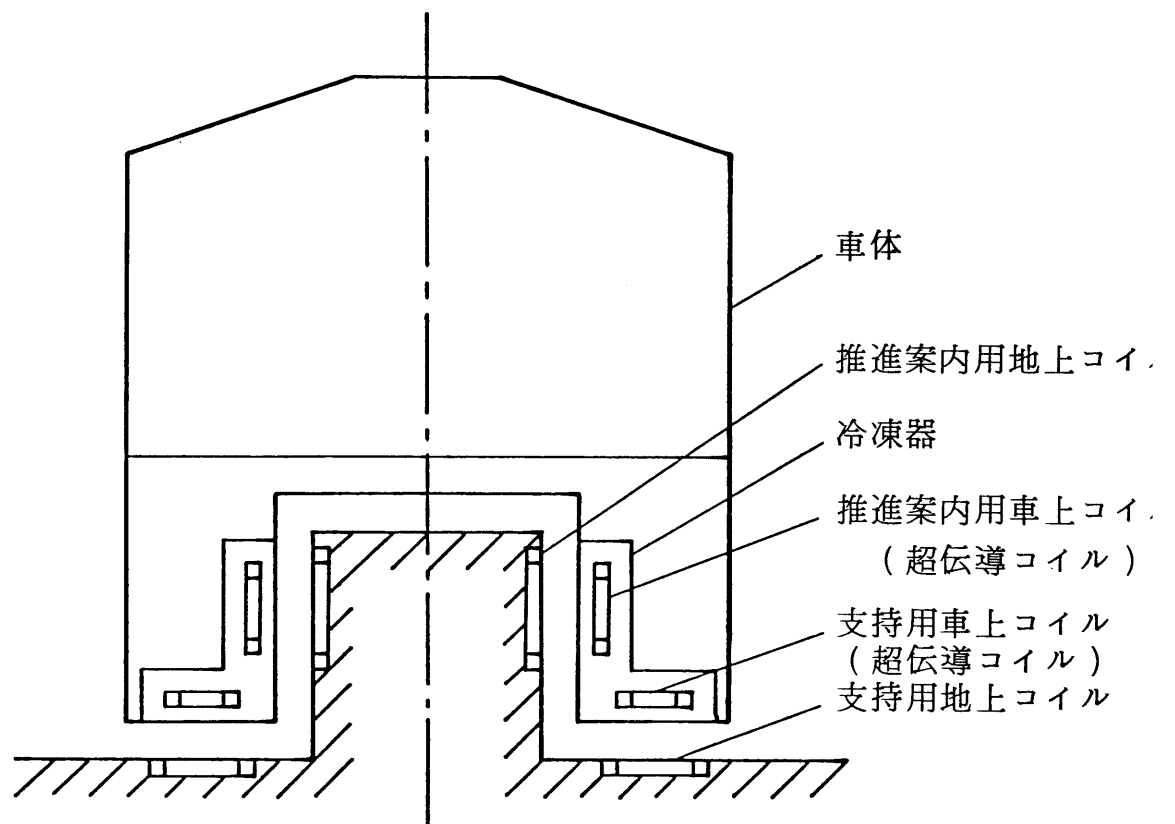 車体
推進案内用地上コイ
冷凍器
推進案内用車上コイ
(超伝導コイル)
支持用車上コイル
(超伝導コイル)
支持用地上コイル